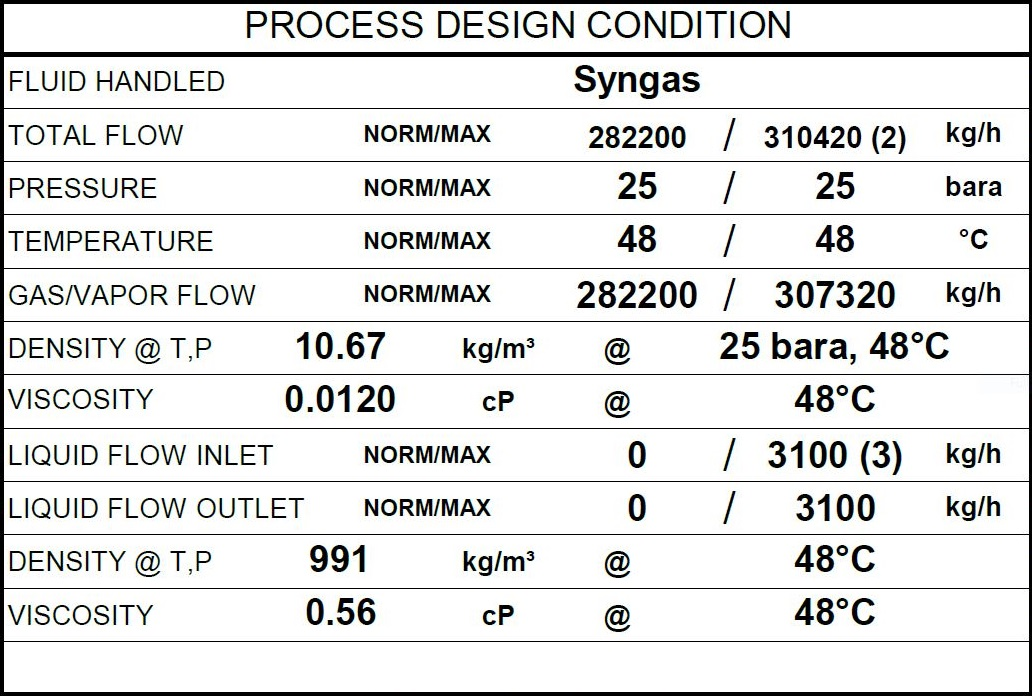 PROCESS DESIGN CONDITION
FLUID HANDLED Syngas
TOTAL FLOW NORM/MAX 282200 / 310420 (2) kg/h
PRESSURE NORM/MAX 25 / 25 bara
TEMPERATURE NORM/MAX 48 / 48 °C
GAS/VAPOR FLOW NORM/MAX 282200 / 307320 kg/h
DENSITY @ T,P 10.67 kg/m³ @ 25 bara, 48°C
VISCOSITY 0.0120 cP @ 48°C
LIQUID FLOW INLET NORM/MAX 0 / 3100 (3) kg/h
LIQUID FLOW OUTLET NORM/MAX 0 / 3100 kg/h
DENSITY @ T,P 991 kg/m³ @ 48°C
VISCOSITY 0.56 cP @ 48°C